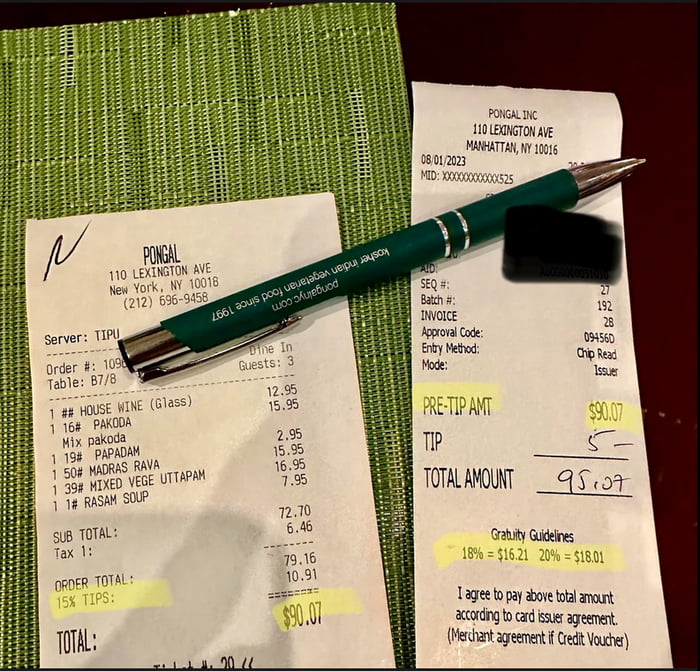 PONGAL
110 LEXINGTON AVE
New York, NY 10018
(212) 696-9458
Server: TIPU
Order #: Dine In
Table: B7/8 Guests: 3
1 ## HOUSE WINE (Glass) 12.95
1 16# PAKODA 15.95
Mix pakoda
1 19# PAPADAM 2.95
1 50# MADRAS RAVA 15.95
1 39# MIXED VEGE UTTAPAM 16.95
1 1# RASAM SOUP 7.95
SUB TOTAL: 72.70
Tax 1: 6.46
ORDER TOTAL: 79.16
15% TIPS: 10.91
TOTAL: $90.07
pongalnyc.com
kosher indian vegetarian food since 1997
PONGAL INC
110 LEXINGTON AVE
MANHATTAN, NY 10016
08/01/2023
MID: XXXXXXXXXXXX525
AID:
SEQ #: 27
Batch #: 192
INVOICE 28
Approval Code: 09456D
Entry Method: Chip Read
Mode: Issuer
PRE-TIP AMT $90.07
TIP 5-
TOTAL AMOUNT 95.07
Gratuity Guidelines
18% = $16.21 20% = $18.01
I agree to pay above total amount
according to card issuer agreement.
(Merchant agreement if Credit Voucher)